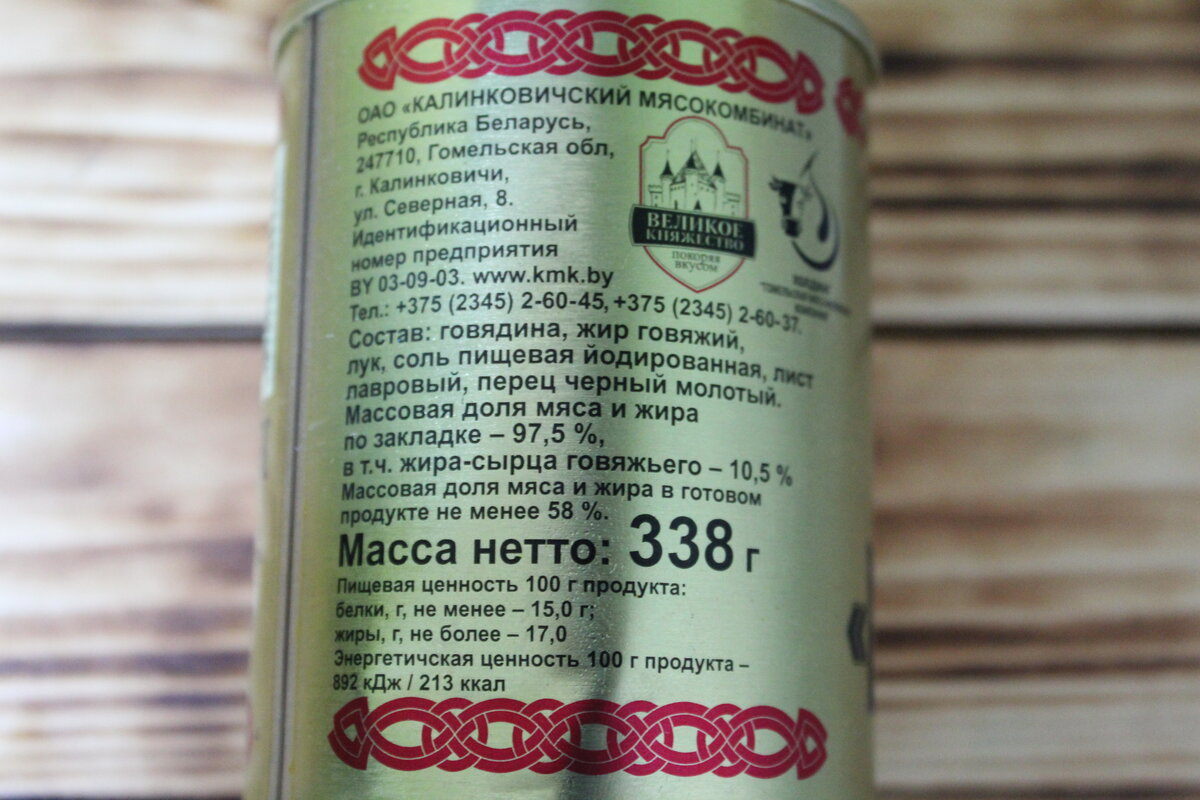 ОАО «КАЛИНКОВИЧСКИЙ МЯСОКОМБИНАТ»
Республика Беларусь,
247710, Гомельская обл,
г. Калинковичи,
ул. Северная, 8.
Идентификационный
номер предприятия
BY 03-09-03. www.kmk.by
Тел.: +375 (2345) 2-60-45, +375 (2345) 2-60-37.
ВЕЛИКОЕ
КНЯЖЕСТВО
покоряя
вкусом
ХОЛДИНГ
Состав: говядина, жир говяжий,
лук, соль пищевая йодированная, лист
лавровый, перец черный молотый.
Массовая доля мяса и жира
по закладке – 97,5 %,
в т.ч. жира-сырца говяжьего – 10,5 %
Массовая доля мяса и жира в готовом
продукте не менее 58 %.
Масса нетто: 338 г
Пищевая ценность 100 г продукта:
белки, г, не менее – 15,0 г;
жиры, г, не более – 17,0
Энергетичская ценность 100 г продукта –
892 кДж / 213 ккал